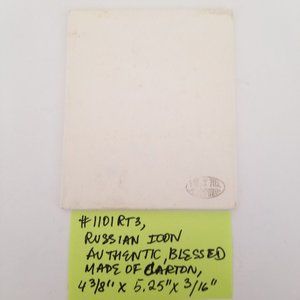 #1101RT3,
RUSSIAN ICON
AUTHENTIC, BLESSED
MADE OF CARTON,
4 3/8" X 5.25" X 3/16"